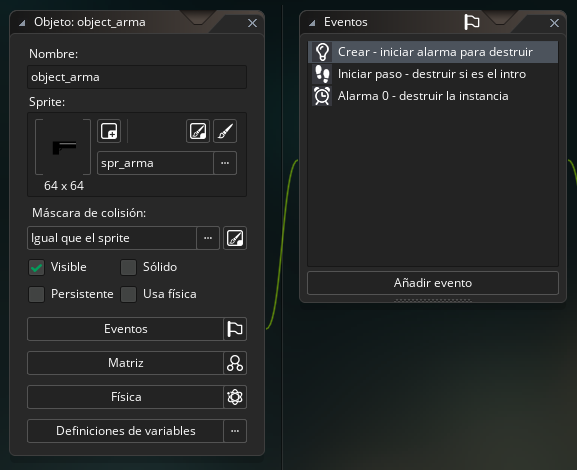 Objeto: object_arma
Nombre:
object_arma
Sprite:
spr_arma
...
64 x 64
Máscara de colisión:
Igual que el sprite
...
Visible
Sólido
Persistente
Usa física
Eventos
Matriz
Física
Definiciones de variables
...
Eventos
Crear - iniciar alarma para destruir
Iniciar paso - destruir si es el intro
Alarma 0 - destruir la instancia
Añadir evento